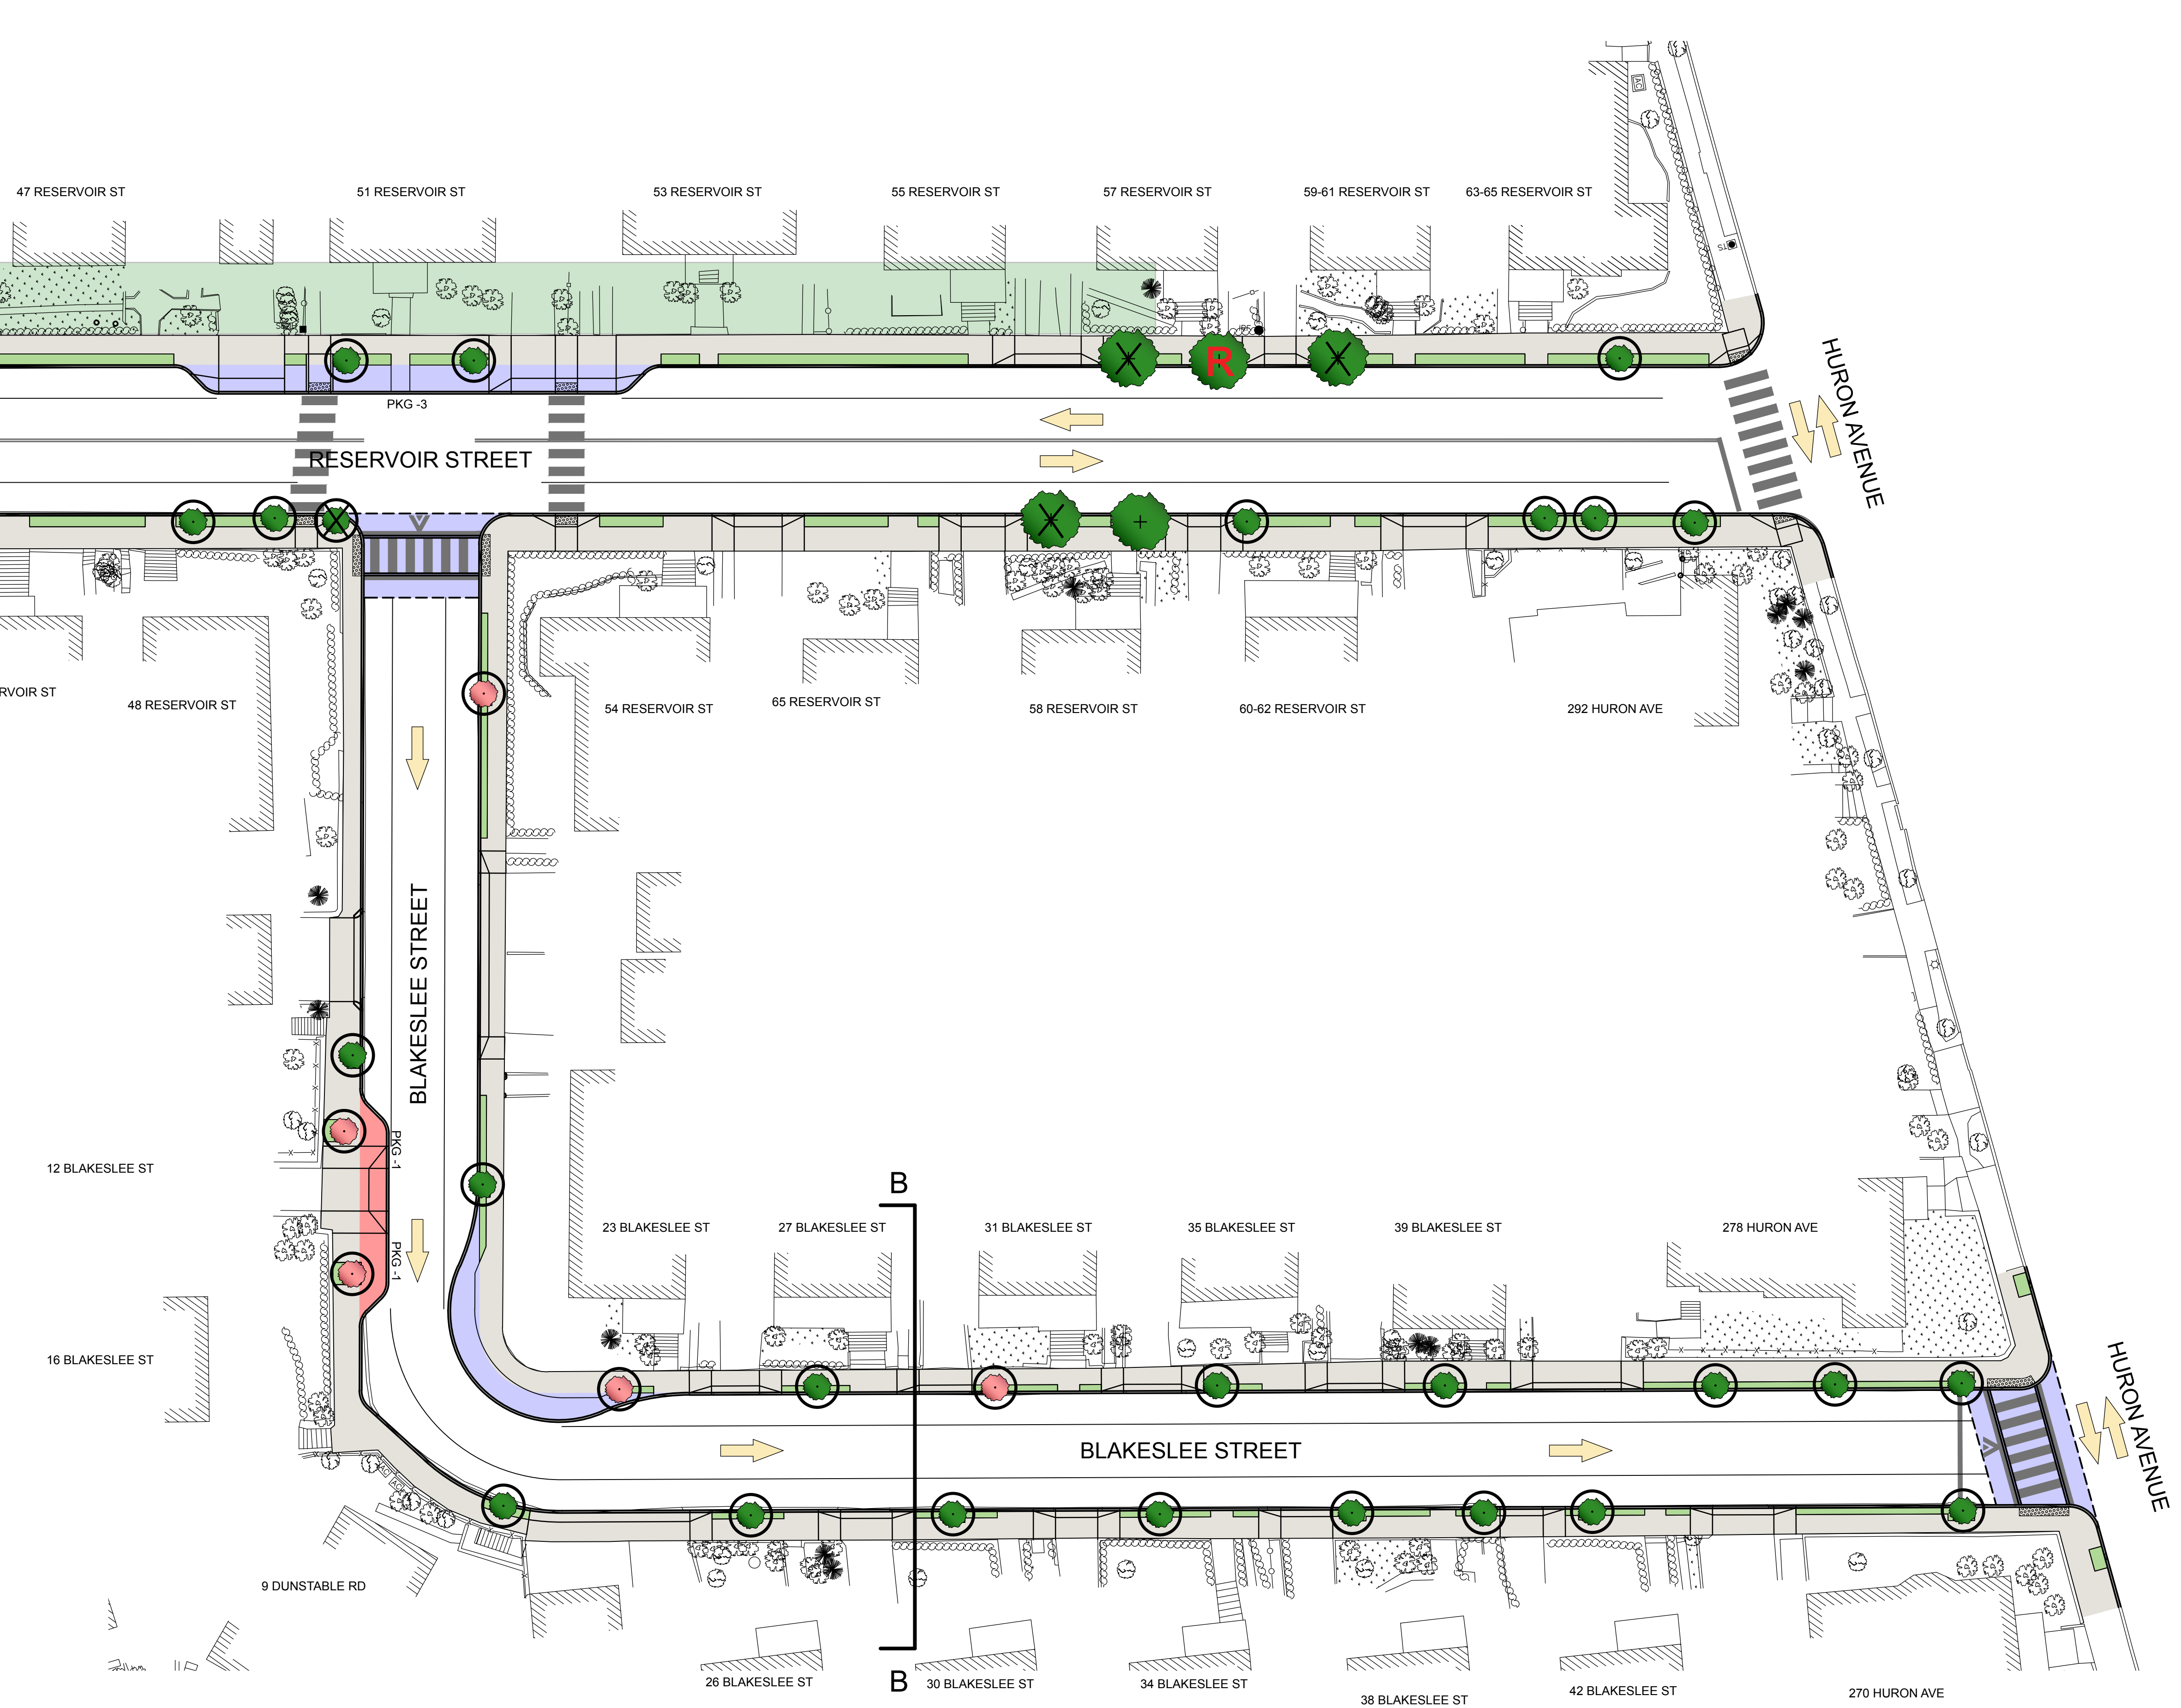 AC
47 RESERVOIR ST
51 RESERVOIR ST
53 RESERVOIR ST
55 RESERVOIR ST
57 RESERVOIR ST
59-61 RESERVOIR ST
63-65 RESERVOIR ST
TS
R
PKG -3
HURON AVENUE
RESERVOIR STREET
RVOIR ST
48 RESERVOIR ST
54 RESERVOIR ST
65 RESERVOIR ST
58 RESERVOIR ST
60-62 RESERVOIR ST
292 HURON AVE
BLAKESLEE STREET
PKG -1
12 BLAKESLEE ST
B
PKG -1
23 BLAKESLEE ST
27 BLAKESLEE ST
31 BLAKESLEE ST
35 BLAKESLEE ST
39 BLAKESLEE ST
278 HURON AVE
16 BLAKESLEE ST
HURON AVENUE
BLAKESLEE STREET
AC
AC
9 DUNSTABLE RD
26 BLAKESLEE ST
B
30 BLAKESLEE ST
34 BLAKESLEE ST
38 BLAKESLEE ST
42 BLAKESLEE ST
270 HURON AVE